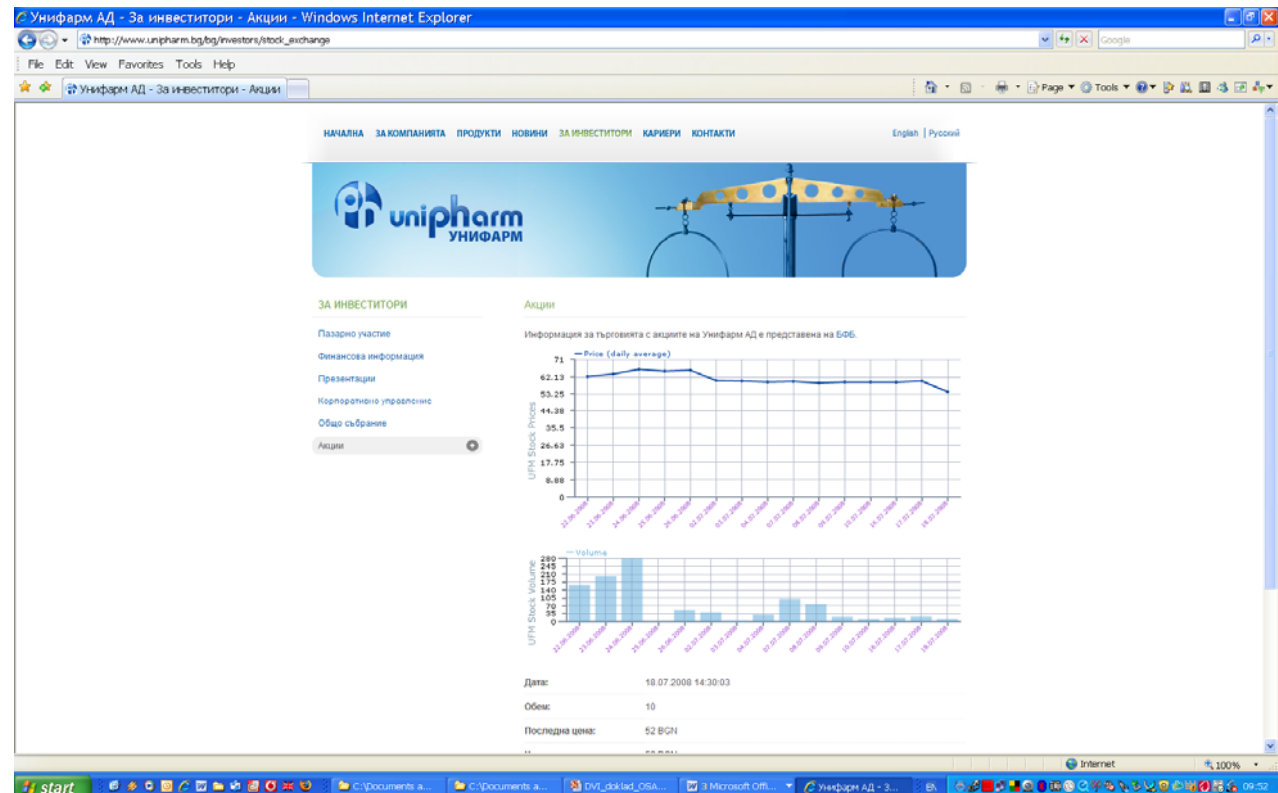 Унифарм АД - За инвеститори - Акции - Windows Internet Explorer
http://www.unipharm.bg/bg/investors/stock_exchange
Google
File Edit View Favorites Tools Help
Унифарм АД - За инвеститори - Акции
Page Tools
НАЧАЛНА ЗА КОМПАНИЯТА ПРОДУКТИ НОВИНИ ЗА ИНВЕСТИТОРИ КАРИЕРИ КОНТАКТИ English | Русский
unipharm
УНИФАРМ
ЗА ИНВЕСТИТОРИ
Пазарно участие
Финансова информация
Презентации
Корпоративно управление
Общо събрание
Акции
Акции
Информация за търговията с акциите на Унифарм АД е представена на БФБ.
Price (daily average)
UFM Stock Prices
71
62.13
53.25
44.38
35.5
26.63
17.75
8.88
0
Volume
UFM Stock Volume
280
245
210
175
140
105
70
35
0
Дата: 18.07.2008 14:30:03
Обем: 10
Последна цена: 52 BGN
Internet 100%
start C:\Documents a... C:\Documents a... DVI_doklad_OSA... 3 Microsoft Offi... Унифарм АД - З... EN 09:52